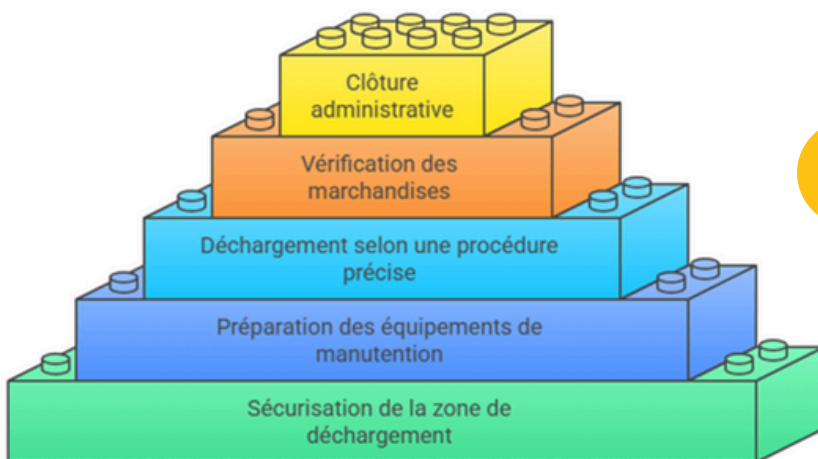 Clôture
administrative
Vérification des
marchandises
Déchargement selon une procédure
précise
Préparation des équipements de
manutention
Sécurisation de la zone de
déchargement